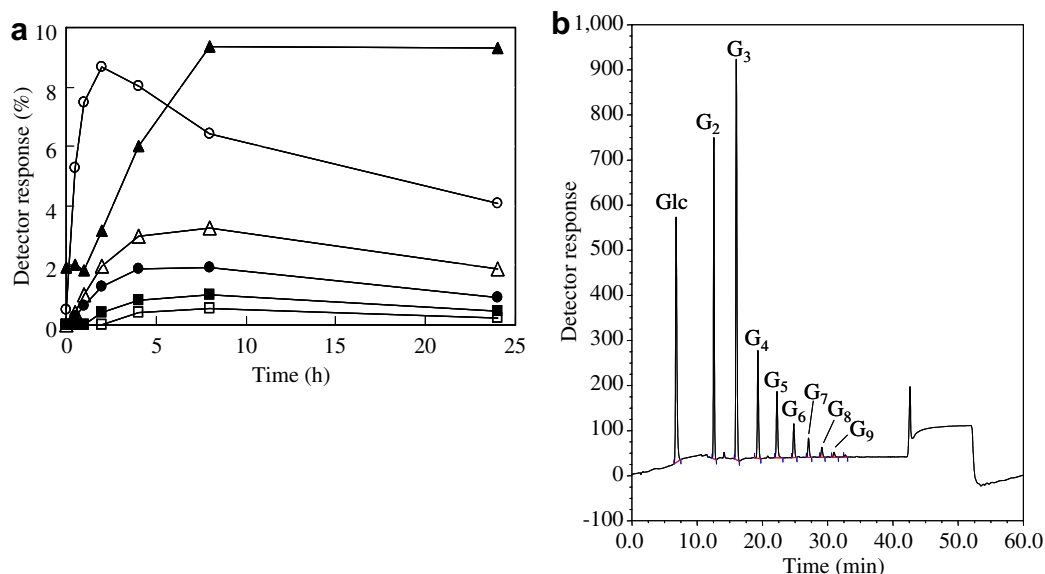 a
Detector response (%)
10
8
6
4
2
0
0
5
10
15
20
25
Time (h)
b
Detector response
1,000
900
800
700
600
500
400
300
200
100
0
-100
Glc
G2
G3
G4
G5
G6
G7
G8
G9
0.0
10.0
20.0
30.0
40.0
50.0
60.0
Time (min)